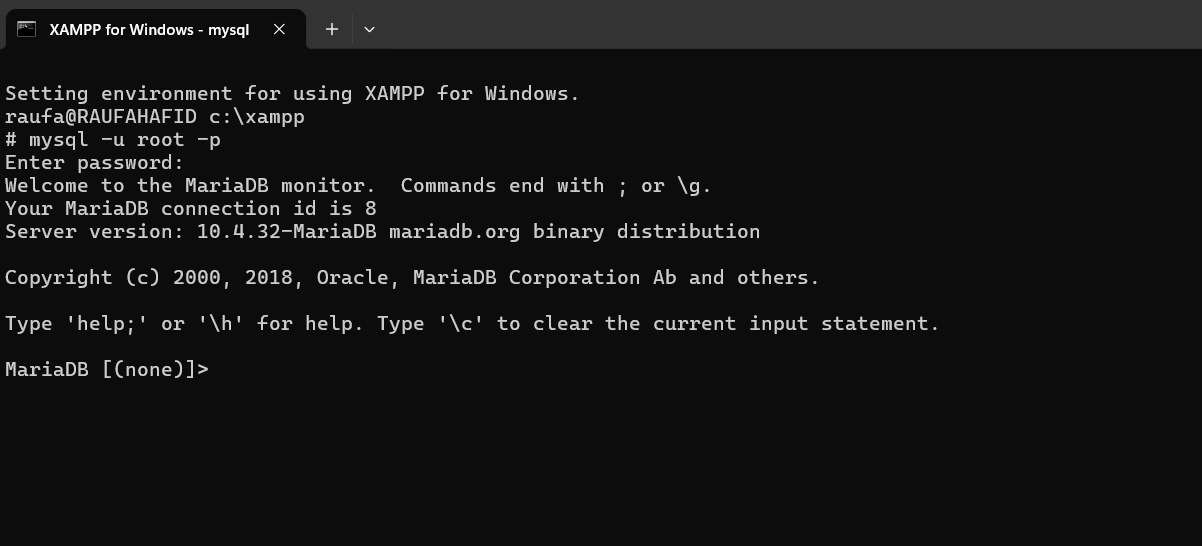 XAMPP for Windows - mysql
Setting environment for using XAMPP for Windows.
raufa@RAUFAHAFID c:\xampp
# mysql -u root -p
Enter password:
Welcome to the MariaDB monitor.  Commands end with ; or \g.
Your MariaDB connection id is 8
Server version: 10.4.32-MariaDB mariadb.org binary distribution
Copyright (c) 2000, 2018, Oracle, MariaDB Corporation Ab and others.
Type 'help;' or '\h' for help. Type '\c' to clear the current input statement.
MariaDB [(none)]>